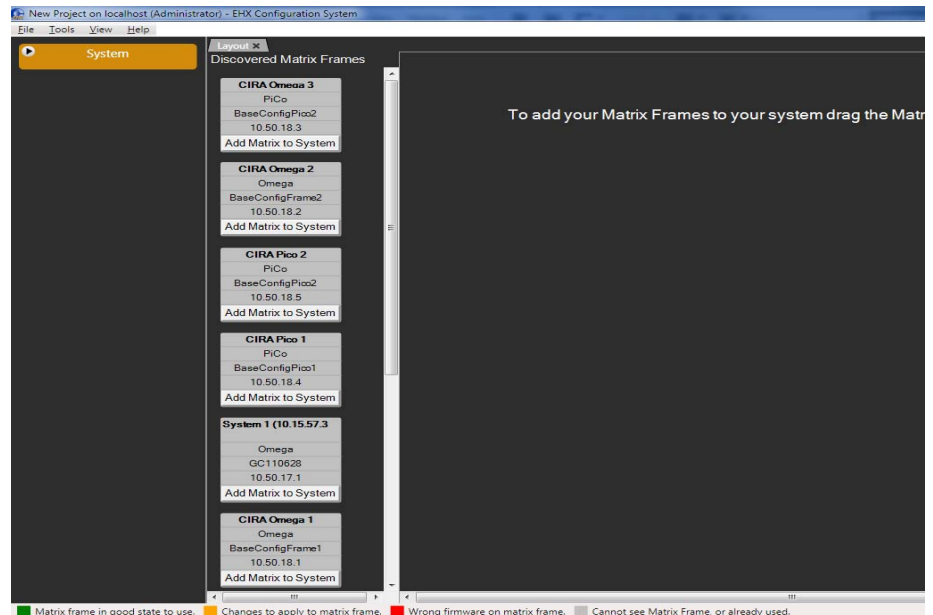 New Project on localhost (Administrator) - EHX Configuration System
File Tools View Help
System
Layout
Discovered Matrix Frames
CIRA Omega 3
PiCo
BaseConfigPico2
10.50.18.3
Add Matrix to System
CIRA Omega 2
Omega
BaseConfigFrame2
10.50.18.2
Add Matrix to System
CIRA Pico 2
PiCo
BaseConfigPico2
10.50.18.5
Add Matrix to System
CIRA Pico 1
PiCo
BaseConfigPico1
10.50.18.4
Add Matrix to System
System 1 (10.15.57.3
Omega
GC110628
10.50.17.1
Add Matrix to System
CIRA Omega 1
Omega
BaseConfigFrame1
10.50.18.1
Add Matrix to System
To add your Matrix Frames to your system drag the Matr
Matrix frame in good state to use. Changes to apply to matrix frame. Wrong firmware on matrix frame. Cannot see Matrix Frame, or already used.